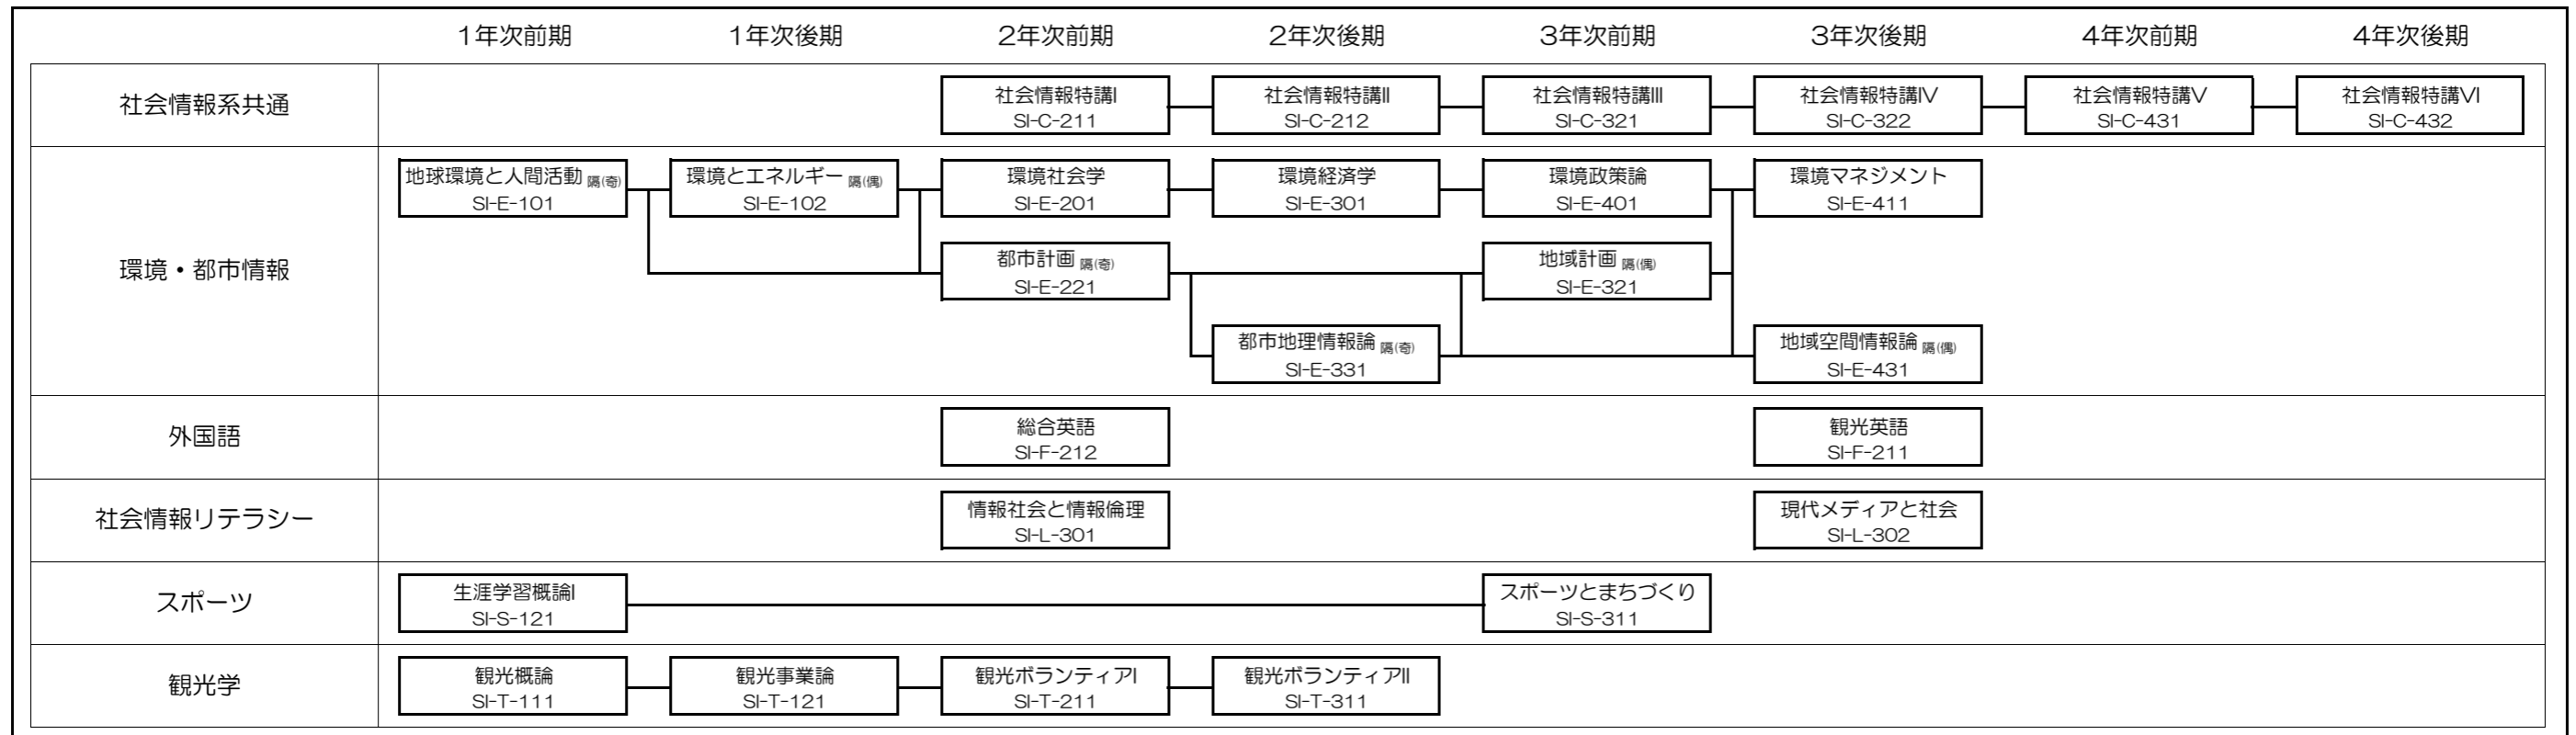 1年次前期 1年次後期 2年次前期 2年次後期 3年次前期 3年次後期 4年次前期 4年次後期
社会情報系共通
社会情報特講I
SI-C-211
社会情報特講II
SI-C-212
社会情報特講III
SI-C-321
社会情報特講IV
SI-C-322
社会情報特講V
SI-C-431
社会情報特講VI
SI-C-432
環境・都市情報
地球環境と人間活動 隔(奇)
SI-E-101
環境とエネルギー 隔(偶)
SI-E-102
環境社会学
SI-E-201
環境経済学
SI-E-301
環境政策論
SI-E-401
環境マネジメント
SI-E-411
都市計画 隔(奇)
SI-E-221
地域計画 隔(偶)
SI-E-321
都市地理情報論 隔(奇)
SI-E-331
地域空間情報論 隔(偶)
SI-E-431
外国語
総合英語
SI-F-212
観光英語
SI-F-211
社会情報リテラシー
情報社会と情報倫理
SI-L-301
現代メディアと社会
SI-L-302
スポーツ
生涯学習概論I
SI-S-121
スポーツとまちづくり
SI-S-311
観光学
観光概論
SI-T-111
観光事業論
SI-T-121
観光ボランティアI
SI-T-211
観光ボランティアII
SI-T-311